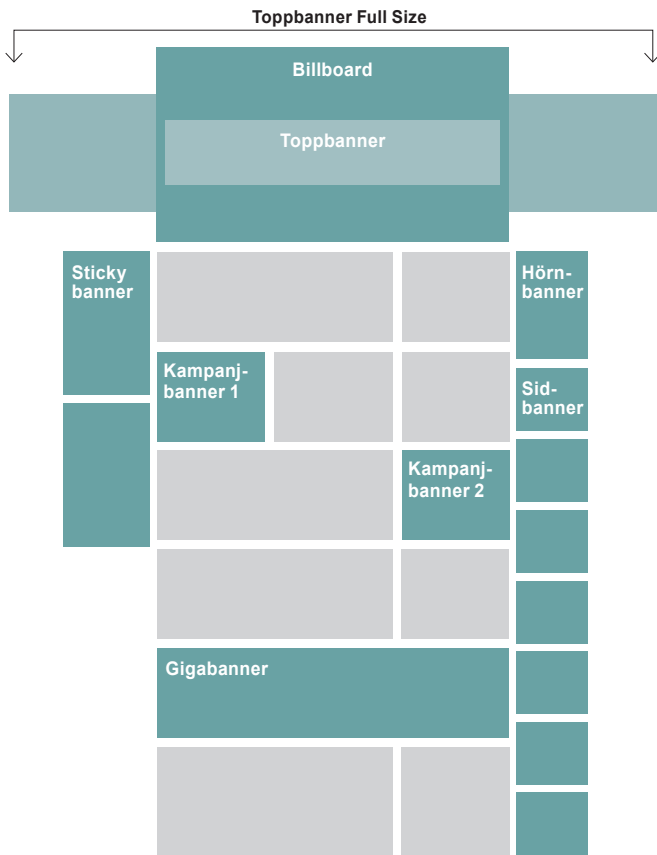 Toppbanner Full Size
Billboard
Toppbanner
Sticky
banner
Hörn-
banner
Kampanj-
banner 1
Sid-
banner
Kampanj-
banner 2
Gigabanner